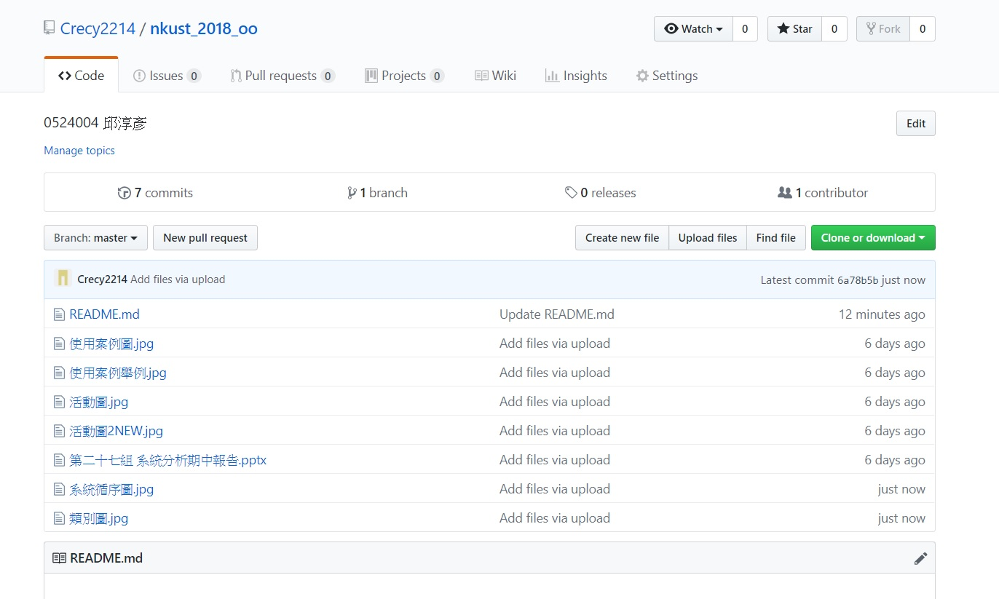 Crecy2214 / nkust_2018_oo Watch 0 Star 0 Fork 0
Code Issues 0 Pull requests 0 Projects 0 Wiki Insights Settings
0524004 邱淳彥 Edit
Manage topics
7 commits 1 branch 0 releases 1 contributor
Branch: master New pull request Create new file Upload files Find file Clone or download
Crecy2214 Add files via upload Latest commit 6a78b5b just now
README.md Update README.md 12 minutes ago
使用案例圖.jpg Add files via upload 6 days ago
使用案例舉例.jpg Add files via upload 6 days ago
活動圖.jpg Add files via upload 6 days ago
活動圖2NEW.jpg Add files via upload 6 days ago
第二十七組 系統分析期中報告.pptx Add files via upload 6 days ago
系統循序圖.jpg Add files via upload just now
類別圖.jpg Add files via upload just now
README.md